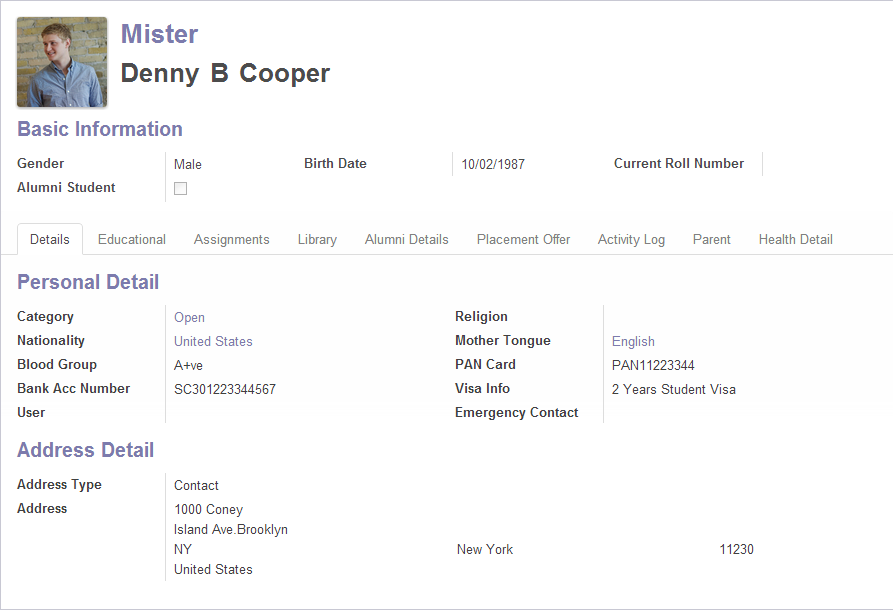 Mister
Denny B Cooper
Basic Information
Gender Male Birth Date 10/02/1987 Current Roll Number
Alumni Student
Details Educational Assignments Library Alumni Details Placement Offer Activity Log Parent Health Detail
Personal Detail
Category Open Religion
Nationality United States Mother Tongue English
Blood Group A+ve PAN Card PAN11223344
Bank Acc Number SC301223344567 Visa Info 2 Years Student Visa
User Emergency Contact
Address Detail
Address Type Contact
Address 1000 Coney
Island Ave.Brooklyn
NY New York 11230
United States